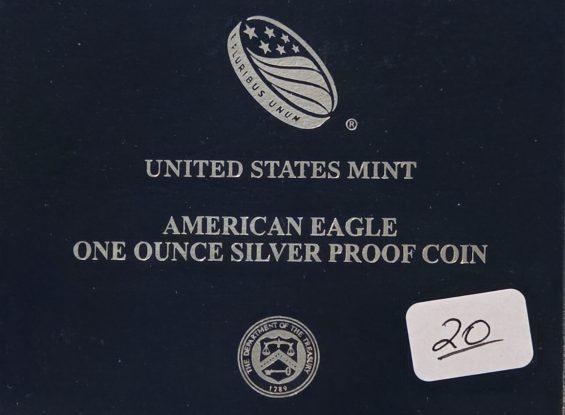 E PLURIBUS UNUM
®
UNITED STATES MINT
AMERICAN EAGLE
ONE OUNCE SILVER PROOF COIN
THE DEPARTMENT OF THE TREASURY
1789
20